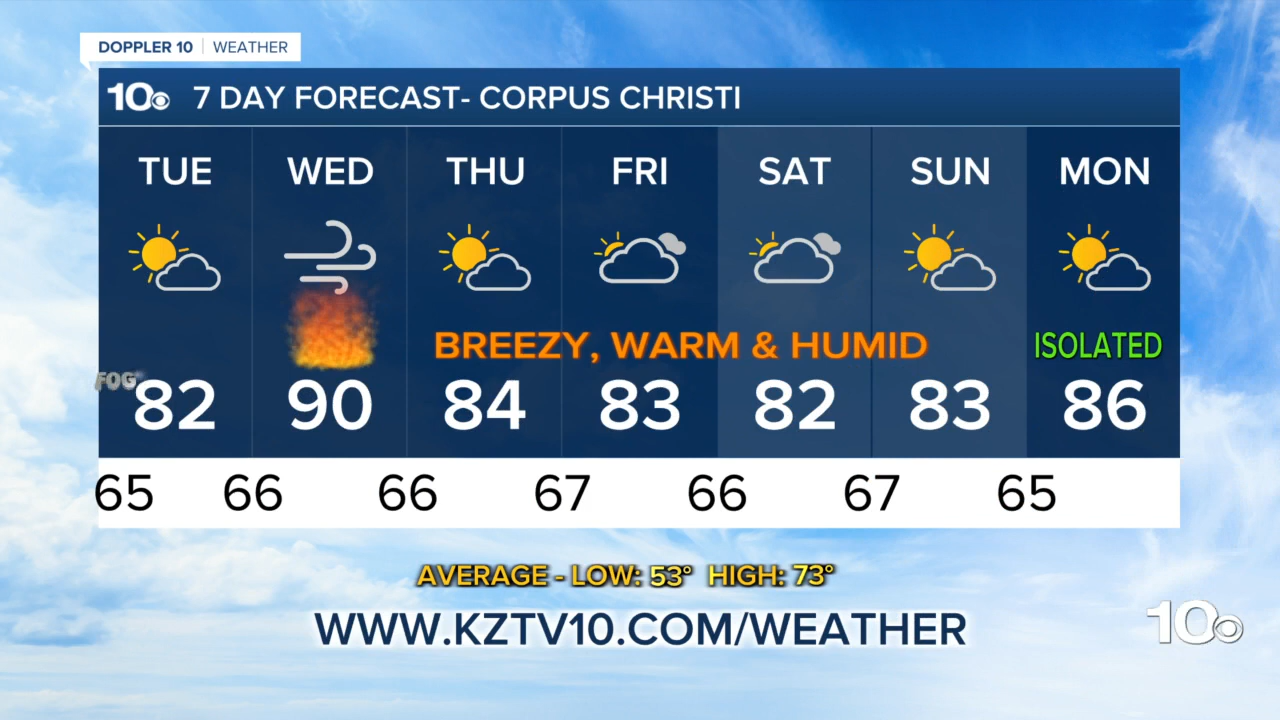 DOPPLER 10 | WEATHER
10 7 DAY FORECAST- CORPUS CHRISTI
TUE WED THU FRI SAT SUN MON
BREEZY, WARM & HUMID ISOLATED
FOG
82 90 84 83 82 83 86
65 66 66 67 66 67 65
AVERAGE - LOW: 53° HIGH: 73°
WWW.KZTV10.COM/WEATHER
10